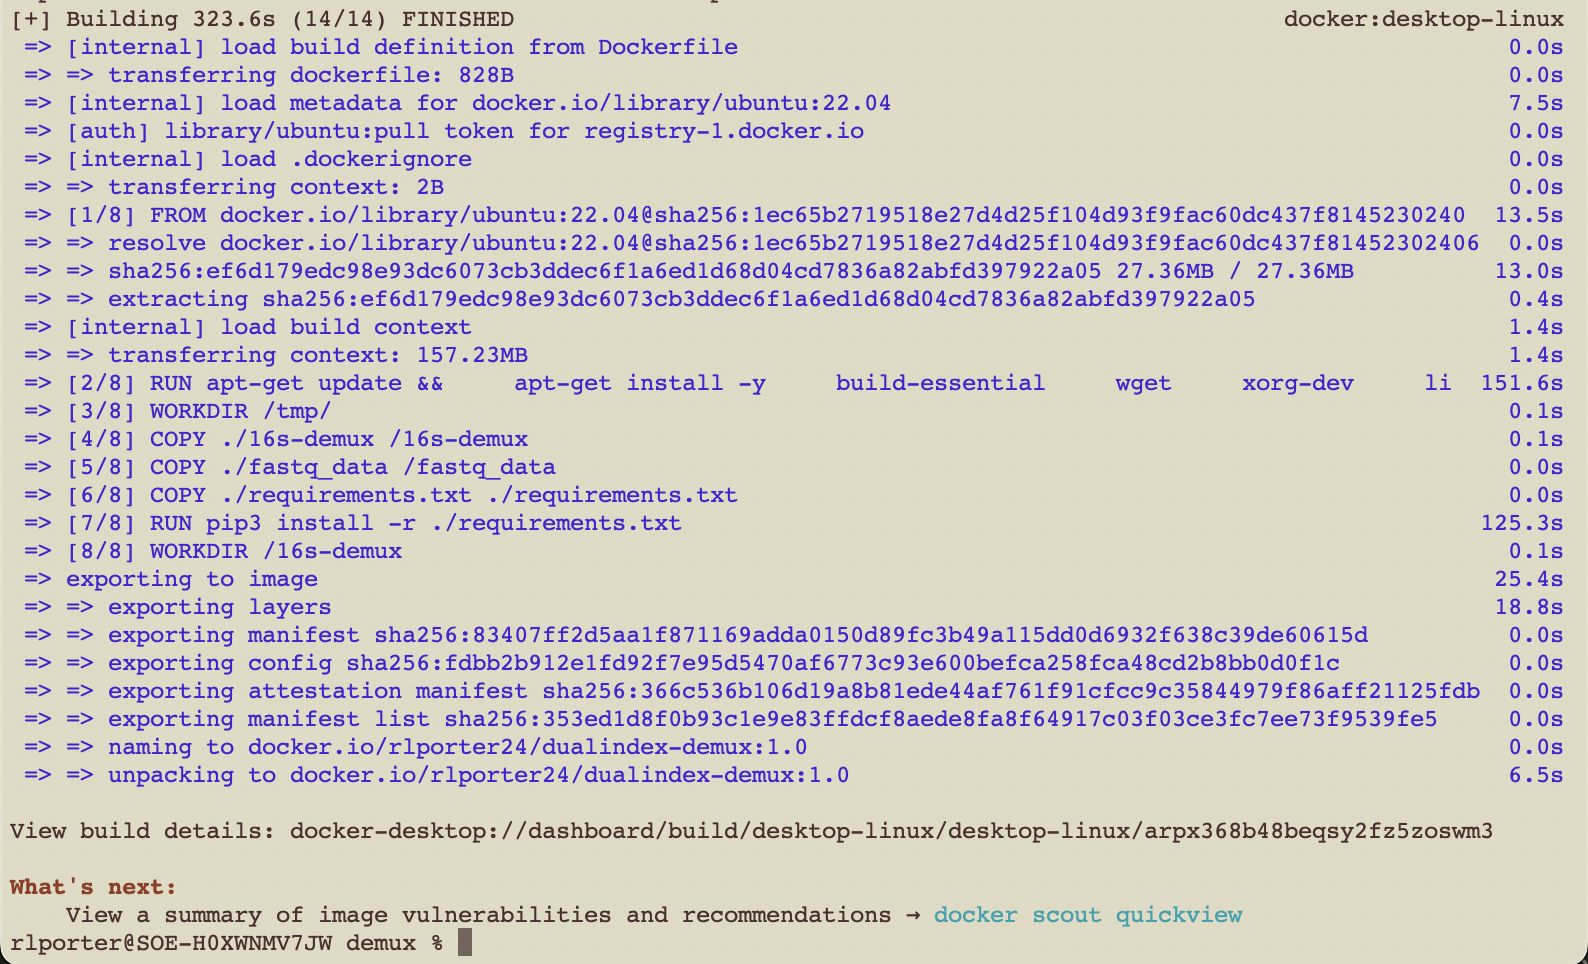 [+] Building 323.6s (14/14) FINISHED docker:desktop-linux
=> [internal] load build definition from Dockerfile 0.0s
=> => transferring dockerfile: 828B 0.0s
=> [internal] load metadata for docker.io/library/ubuntu:22.04 7.5s
=> [auth] library/ubuntu:pull token for registry-1.docker.io 0.0s
=> [internal] load .dockerignore 0.0s
=> => transferring context: 2B 0.0s
=> [1/8] FROM docker.io/library/ubuntu:22.04@sha256:1ec65b2719518e27d4d25f104d93f9fac60dc437f8145230240 13.5s
=> => resolve docker.io/library/ubuntu:22.04@sha256:1ec65b2719518e27d4d25f104d93f9fac60dc437f81452302406 0.0s
=> => sha256:ef6d179edc98e93dc6073cb3ddec6f1a6ed1d68d04cd7836a82abfd397922a05 27.36MB / 27.36MB 13.0s
=> => extracting sha256:ef6d179edc98e93dc6073cb3ddec6f1a6ed1d68d04cd7836a82abfd397922a05 0.4s
=> [internal] load build context 1.4s
=> => transferring context: 157.23MB 1.4s
=> [2/8] RUN apt-get update && apt-get install -y build-essential wget xorg-dev li 151.6s
=> [3/8] WORKDIR /tmp/ 0.1s
=> [4/8] COPY ./16s-demux /16s-demux 0.1s
=> [5/8] COPY ./fastq_data /fastq_data 0.0s
=> [6/8] COPY ./requirements.txt ./requirements.txt 0.0s
=> [7/8] RUN pip3 install -r ./requirements.txt 125.3s
=> [8/8] WORKDIR /16s-demux 0.1s
=> exporting to image 25.4s
=> => exporting layers 18.8s
=> => exporting manifest sha256:83407ff2d5aa1f871169adda0150d89fc3b49a115dd0d6932f638c39de60615d 0.0s
=> => exporting config sha256:fdbb2b912e1fd92f7e95d5470af6773c93e600befca258fca48cd2b8bb0d0f1c 0.0s
=> => exporting attestation manifest sha256:366c536b106d19a8b81ede44af761f91cfcc9c35844979f86aff21125fdb 0.0s
=> => exporting manifest list sha256:353ed1d8f0b93c1e9e83ffdcf8aede8fa8f64917c03f03ce3fc7ee73f9539fe5 0.0s
=> => naming to docker.io/rlporter24/dualindex-demux:1.0 0.0s
=> => unpacking to docker.io/rlporter24/dualindex-demux:1.0 6.5s
View build details: docker-desktop://dashboard/build/desktop-linux/desktop-linux/arpx368b48beqsy2fz5zoswm3
What's next:
View a summary of image vulnerabilities and recommendations → docker scout quickview
rlporter@SOE-H0XWNMV7JW demux %